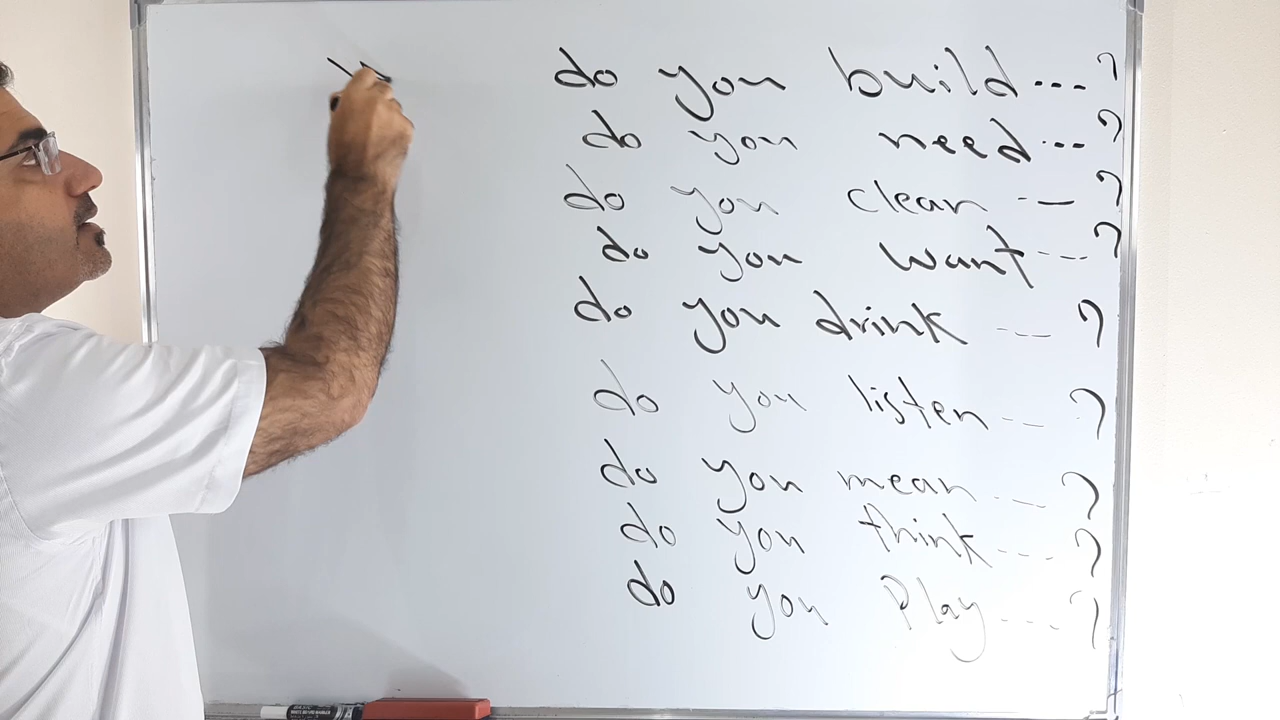 do you build...?
do you need...?
do you clean ---?
do you want ---?
do you drink ---?
do you listen ---?
do you mean ---?
do you think ---?
do you Play ---?